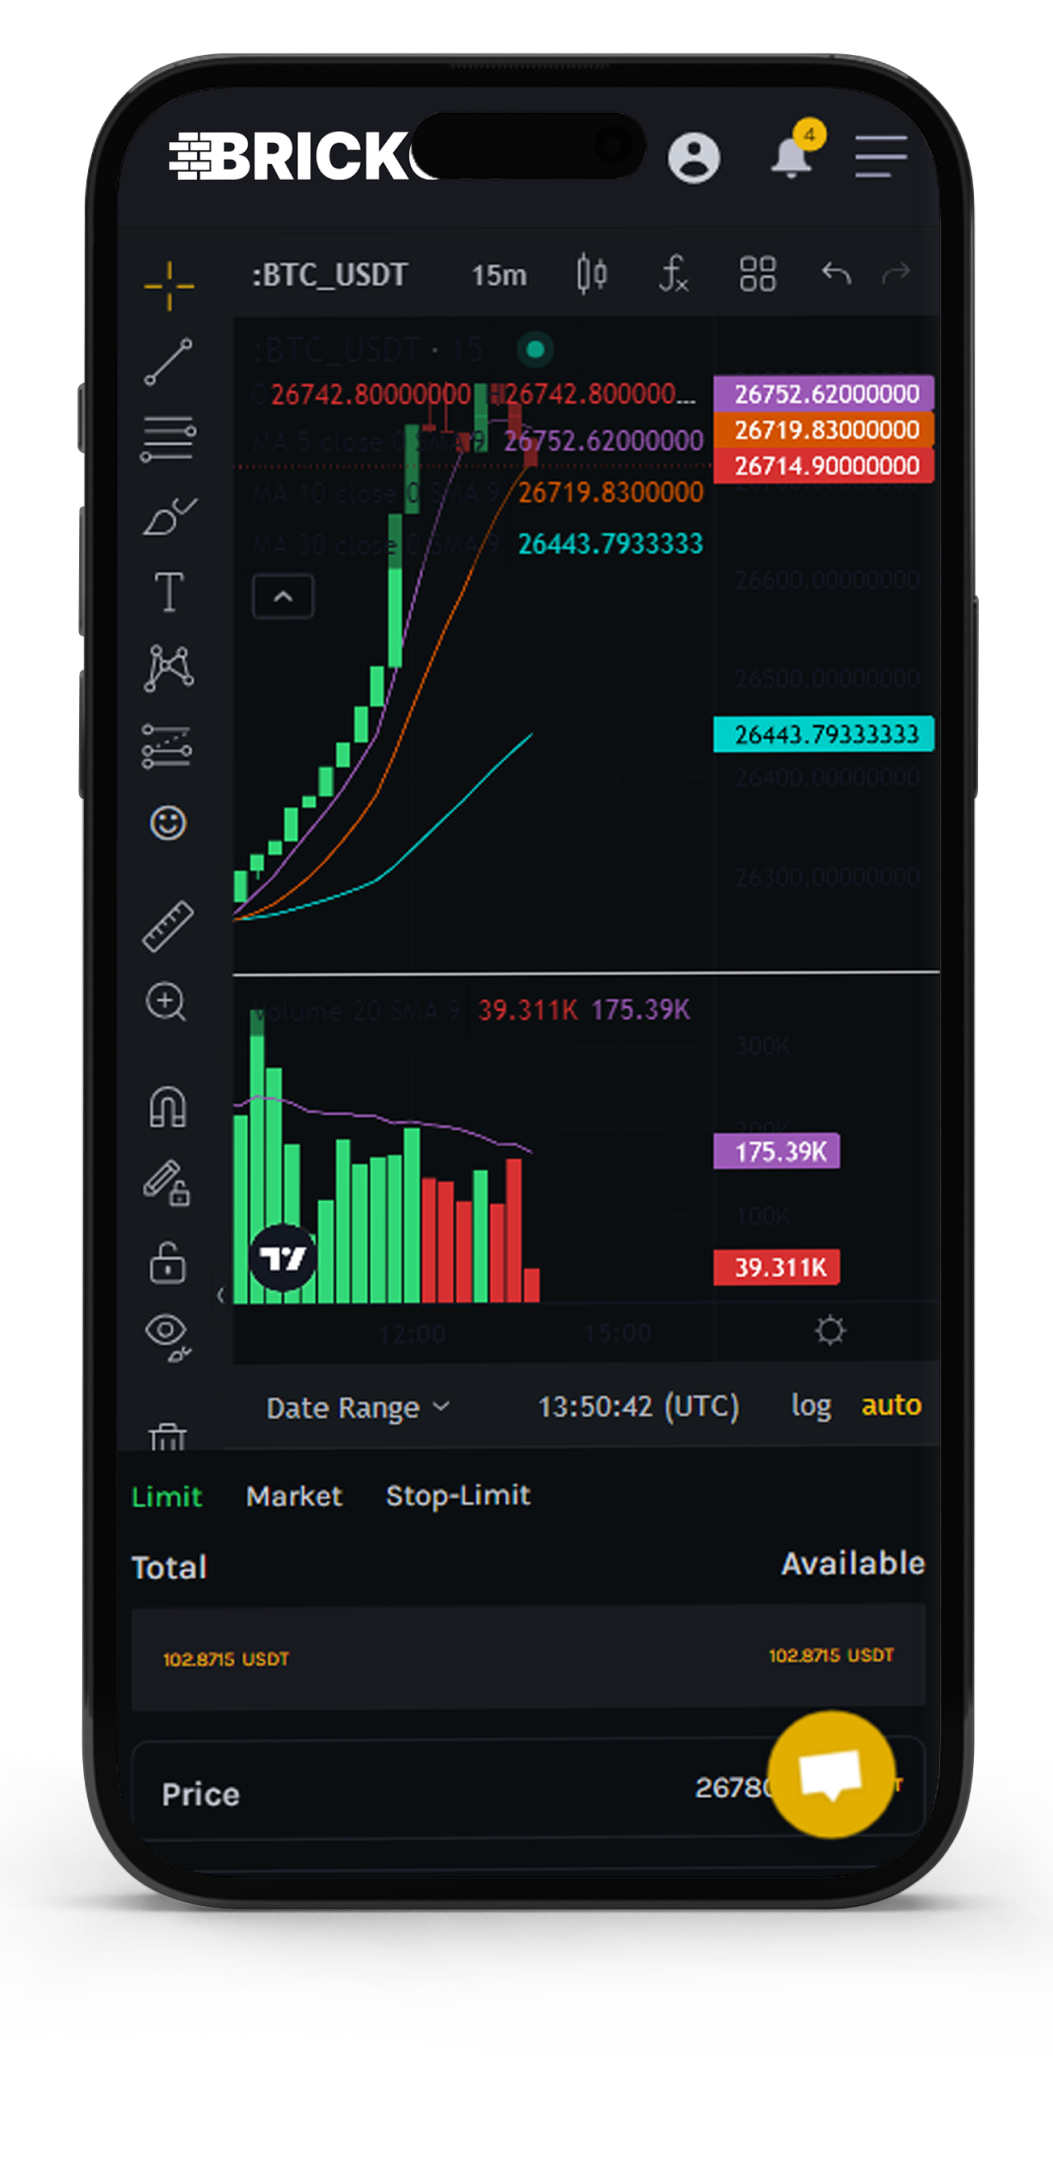 BRICK
4
:BTC_USDT 15m
:BTC_USDT · 15
26742.80000000 26742.800000... 26752.62000000
MA 5 close 0 SMA 9 26752.62000000 26719.83000000
26714.90000000
MA 10 close 0 SMA 9 26719.8300000
MA 30 close 0 SMA 9 26443.7933333
26600.00000000
26500.00000000
26443.79333333
26400.00000000
26300.00000000
Volume 20 SMA 9 39.311K 175.39K
300K
175.39K
100K
39.311K
12:00 15:00
Date Range 13:50:42 (UTC) log auto
Limit Market Stop-Limit
Total Available
102.8715 USDT 102.8715 USDT
Price 26780